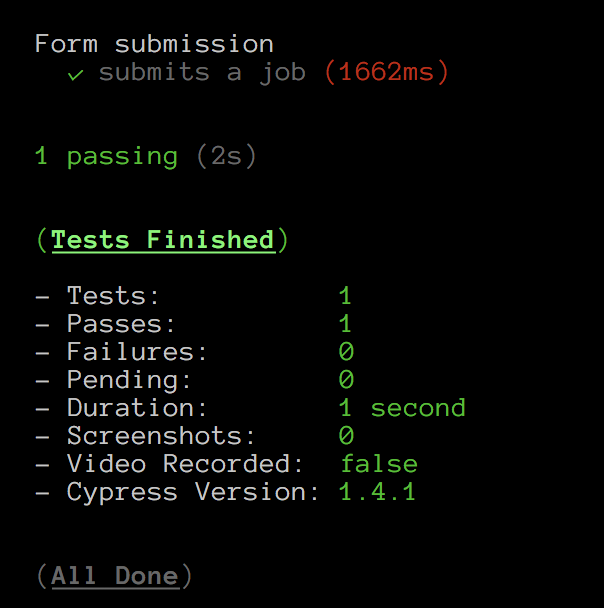 Form submission
✓ submits a job (1662ms)
1 passing (2s)
(Tests Finished)
- Tests: 1
- Passes: 1
- Failures: 0
- Pending: 0
- Duration: 1 second
- Screenshots: 0
- Video Recorded: false
- Cypress Version: 1.4.1
(All Done)